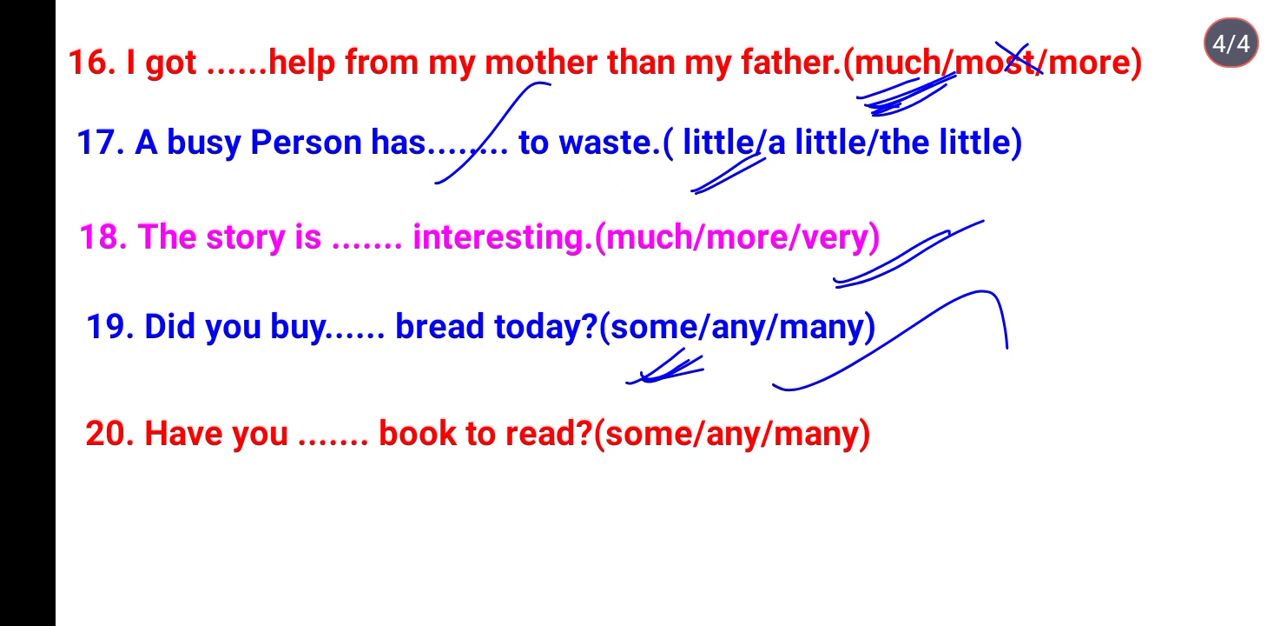 4/4
16. I got ......help from my mother than my father.(much/most/more)
17. A busy Person has........ to waste.( little/a little/the little)
18. The story is ....... interesting.(much/more/very)
19. Did you buy...... bread today?(some/any/many)
20. Have you ....... book to read?(some/any/many)